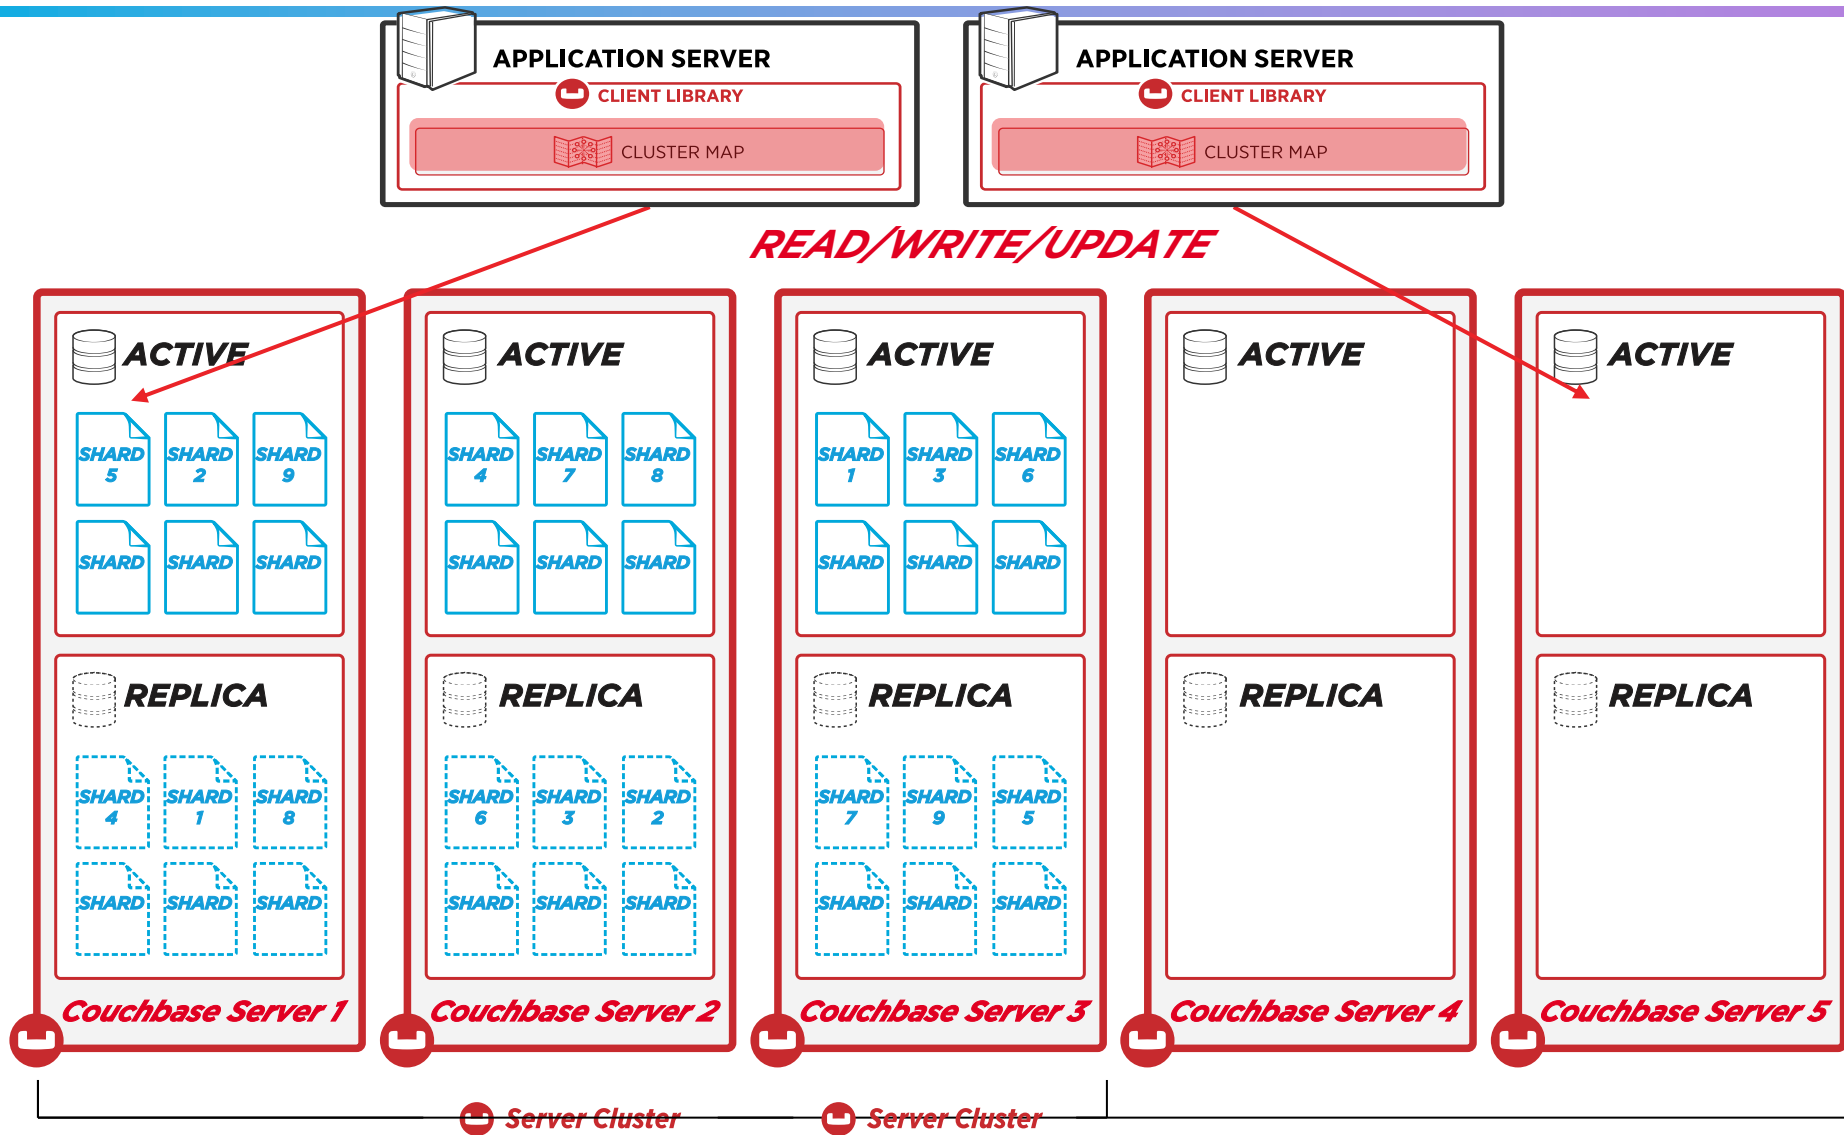 APPLICATION SERVER
CLIENT LIBRARY
CLUSTER MAP
APPLICATION SERVER
CLIENT LIBRARY
CLUSTER MAP
READ/WRITE/UPDATE
ACTIVE
SHARD 5
SHARD 2
SHARD 9
SHARD
SHARD
SHARD
REPLICA
SHARD 4
SHARD 1
SHARD 8
SHARD
SHARD
SHARD
Couchbase Server 1
ACTIVE
SHARD 4
SHARD 7
SHARD 8
SHARD
SHARD
SHARD
REPLICA
SHARD 6
SHARD 3
SHARD 2
SHARD
SHARD
SHARD
Couchbase Server 2
ACTIVE
SHARD 1
SHARD 3
SHARD 6
SHARD
SHARD
SHARD
REPLICA
SHARD 7
SHARD 9
SHARD 5
SHARD
SHARD
SHARD
Couchbase Server 3
ACTIVE
REPLICA
Couchbase Server 4
ACTIVE
REPLICA
Couchbase Server 5
Server Cluster
Server Cluster